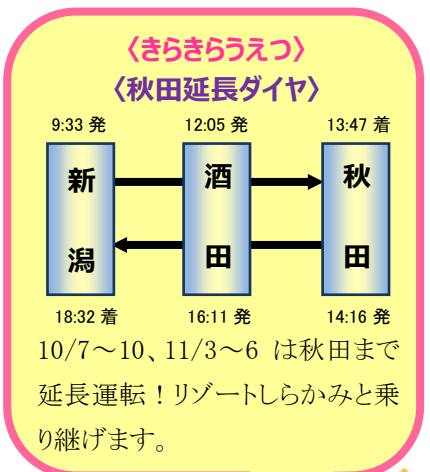 〈きらきらうえつ〉
〈秋田延長ダイヤ〉
9:33 発 12:05 発 13:47 着
新潟 酒田 秋田
18:32 着 16:11 発 14:16 発
10/7～10、11/3～6 は秋田まで
延長運転！リゾートしらかみと乗
り継げます。